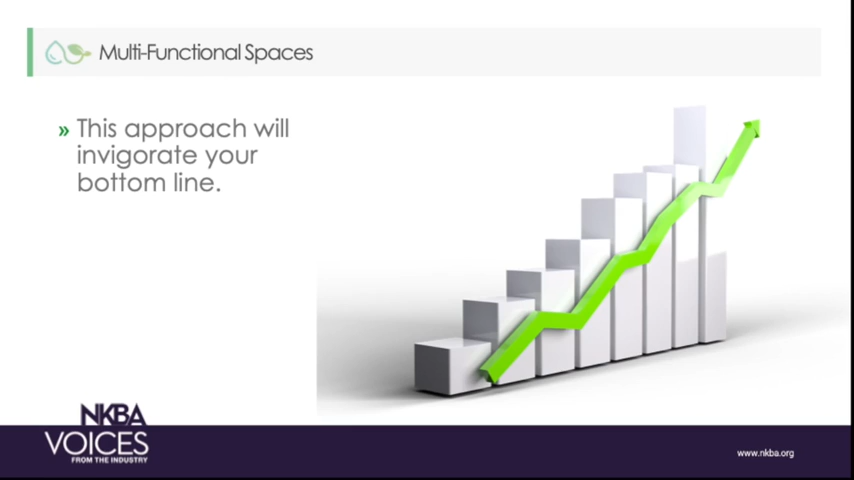 Multi-Functional Spaces
» This approach will
invigorate your
bottom line.
NKBA
VOICES
FROM THE INDUSTRY
www.nkba.org